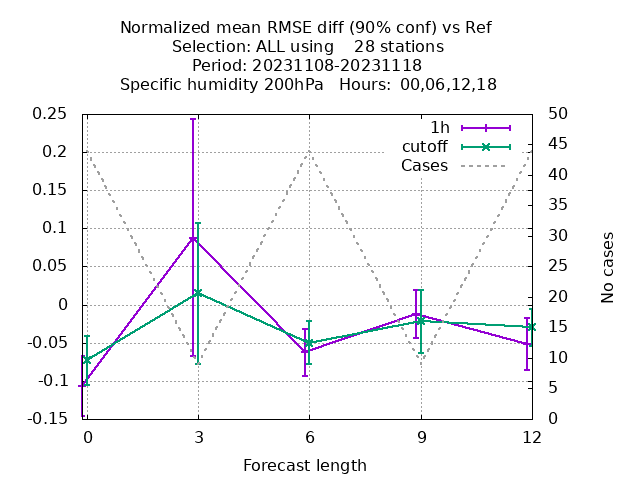 Normalized mean RMSE diff (90% conf) vs Ref
Selection: ALL using    28 stations
Period: 20231108-20231118
Specific humidity 200hPa   Hours:  00,06,12,18
0.25
0.2
0.15
0.1
0.05
0
-0.05
-0.1
-0.15
1h
cutoff
Cases
50
45
40
35
30
25
20
15
10
5
0
No cases
0
3
6
9
12
Forecast length